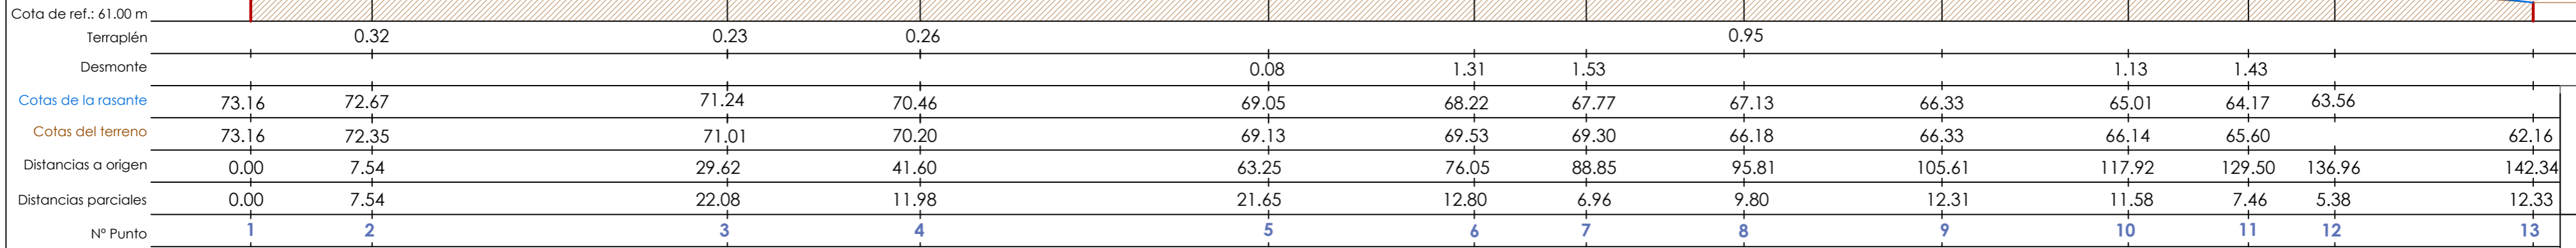 Cota de ref.: 61.00 m
Terraplén 0.32 0.23 0.26 0.95
Desmonte 0.08 1.31 1.53 1.13 1.43
Cotas de la rasante 73.16 72.67 71.24 70.46 69.05 68.22 67.77 67.13 66.33 65.01 64.17 63.56
Cotas del terreno 73.16 72.35 71.01 70.20 69.13 69.53 69.30 66.18 66.33 66.14 65.60 62.16
Distancias a origen 0.00 7.54 29.62 41.60 63.25 76.05 88.85 95.81 105.61 117.92 129.50 136.96 142.34
Distancias parciales 0.00 7.54 22.08 11.98 21.65 12.80 6.96 9.80 12.31 11.58 7.46 5.38 12.33
Nº Punto 1 2 3 4 5 6 7 8 9 10 11 12 13